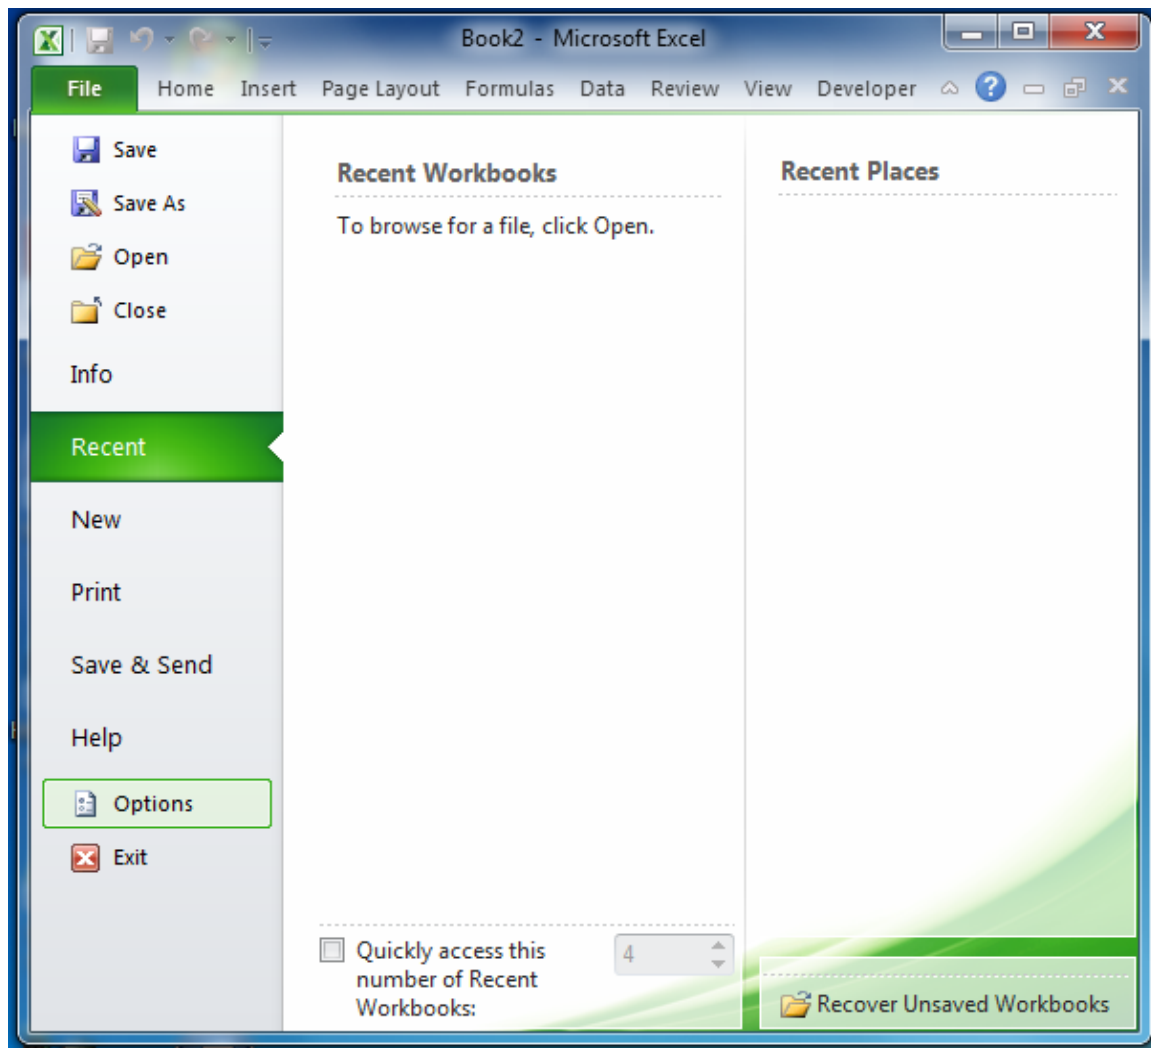 Book2 - Microsoft Excel
File Home Insert Page Layout Formulas Data Review View Developer
Save
Save As
Open
Close
Info
Recent
New
Print
Save & Send
Help
Options
Exit
Recent Workbooks
To browse for a file, click Open.
Quickly access this
number of Recent
Workbooks:
4
Recent Places
Recover Unsaved Workbooks